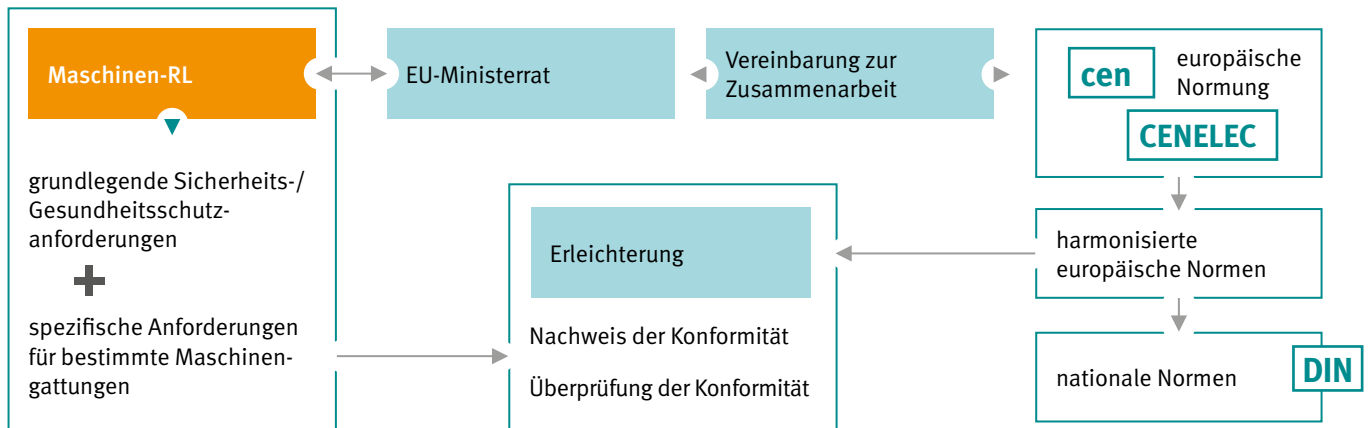 Maschinen-RL
EU-Ministerrat
Vereinbarung zur
Zusammenarbeit
cen
europäische
Normung
CENELEC
grundlegende Sicherheits-/
Gesundheitsschutz-
anforderungen
+
spezifische Anforderungen
für bestimmte Maschinen-
gattungen
Erleichterung
Nachweis der Konformität
Überprüfung der Konformität
harmonisierte
europäische Normen
nationale Normen
DIN